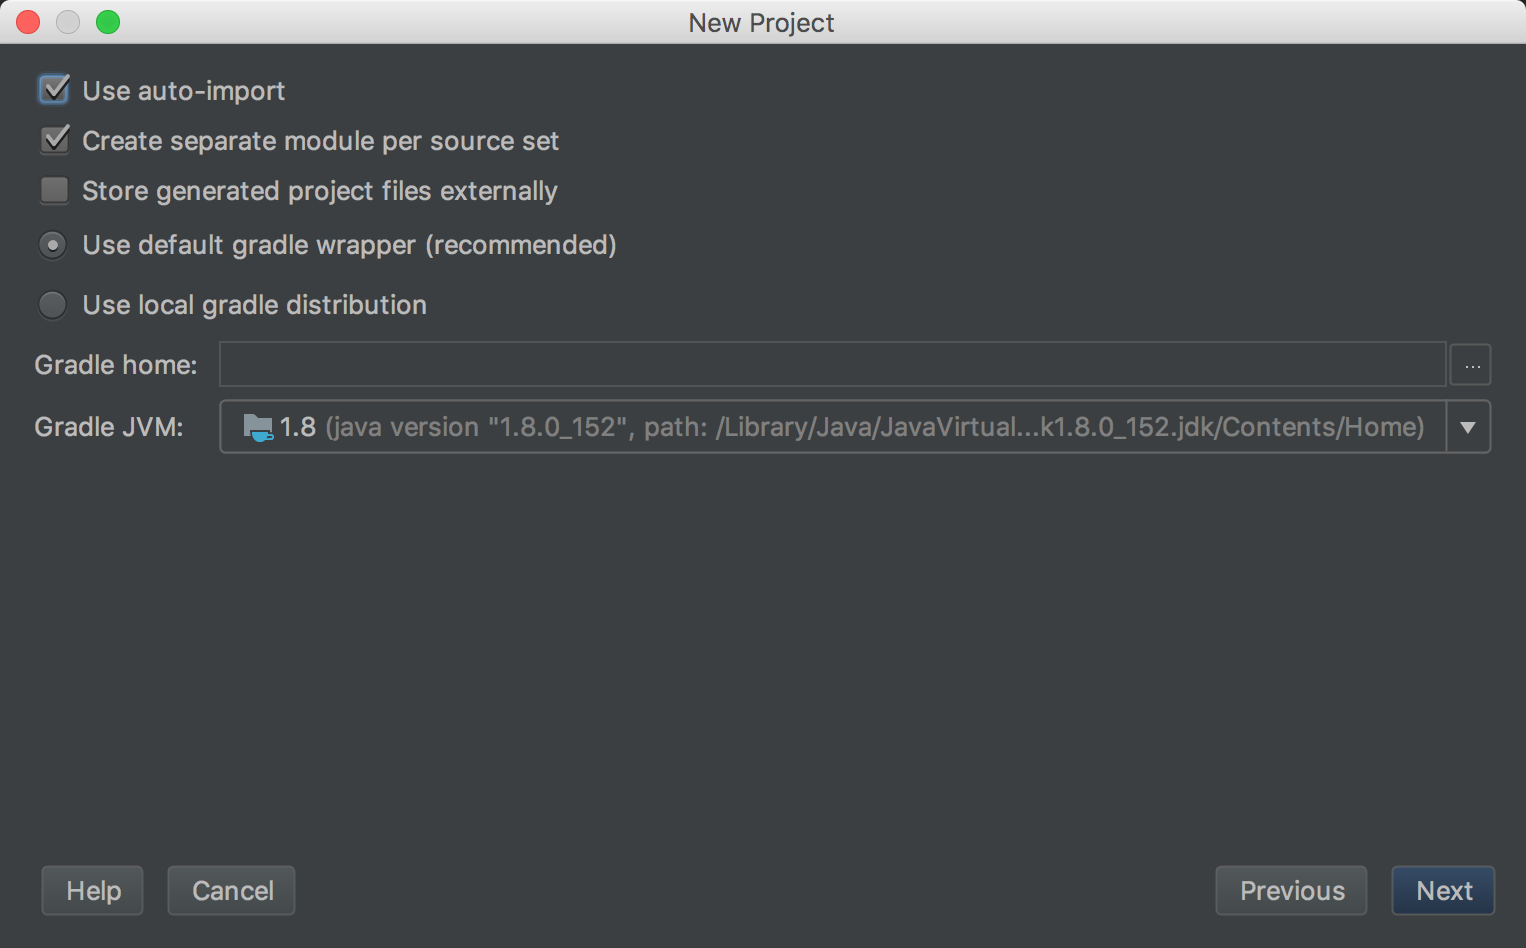 New Project
Use auto-import
Create separate module per source set
Store generated project files externally
Use default gradle wrapper (recommended)
Use local gradle distribution
Gradle home: ...
Gradle JVM: 1.8 (java version "1.8.0_152", path: /Library/Java/JavaVirtual...k1.8.0_152.jdk/Contents/Home)
Help Cancel Previous Next